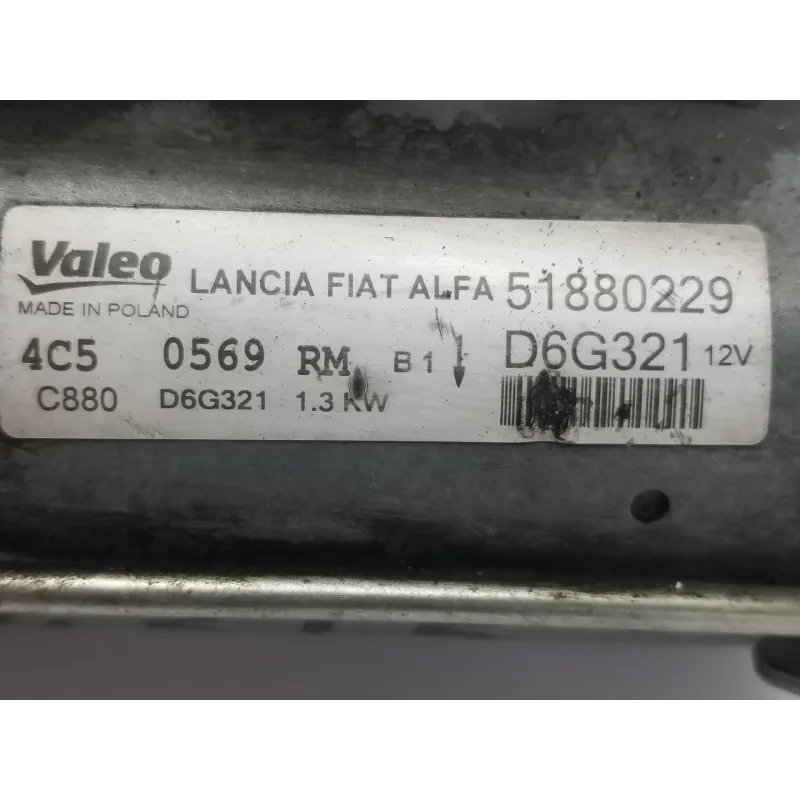 Valeo LANCIA FIAT ALFA 51880229
MADE IN POLAND
4C5 0569 RM B1 D6G321 12V
C880 D6G321 1.3 KW